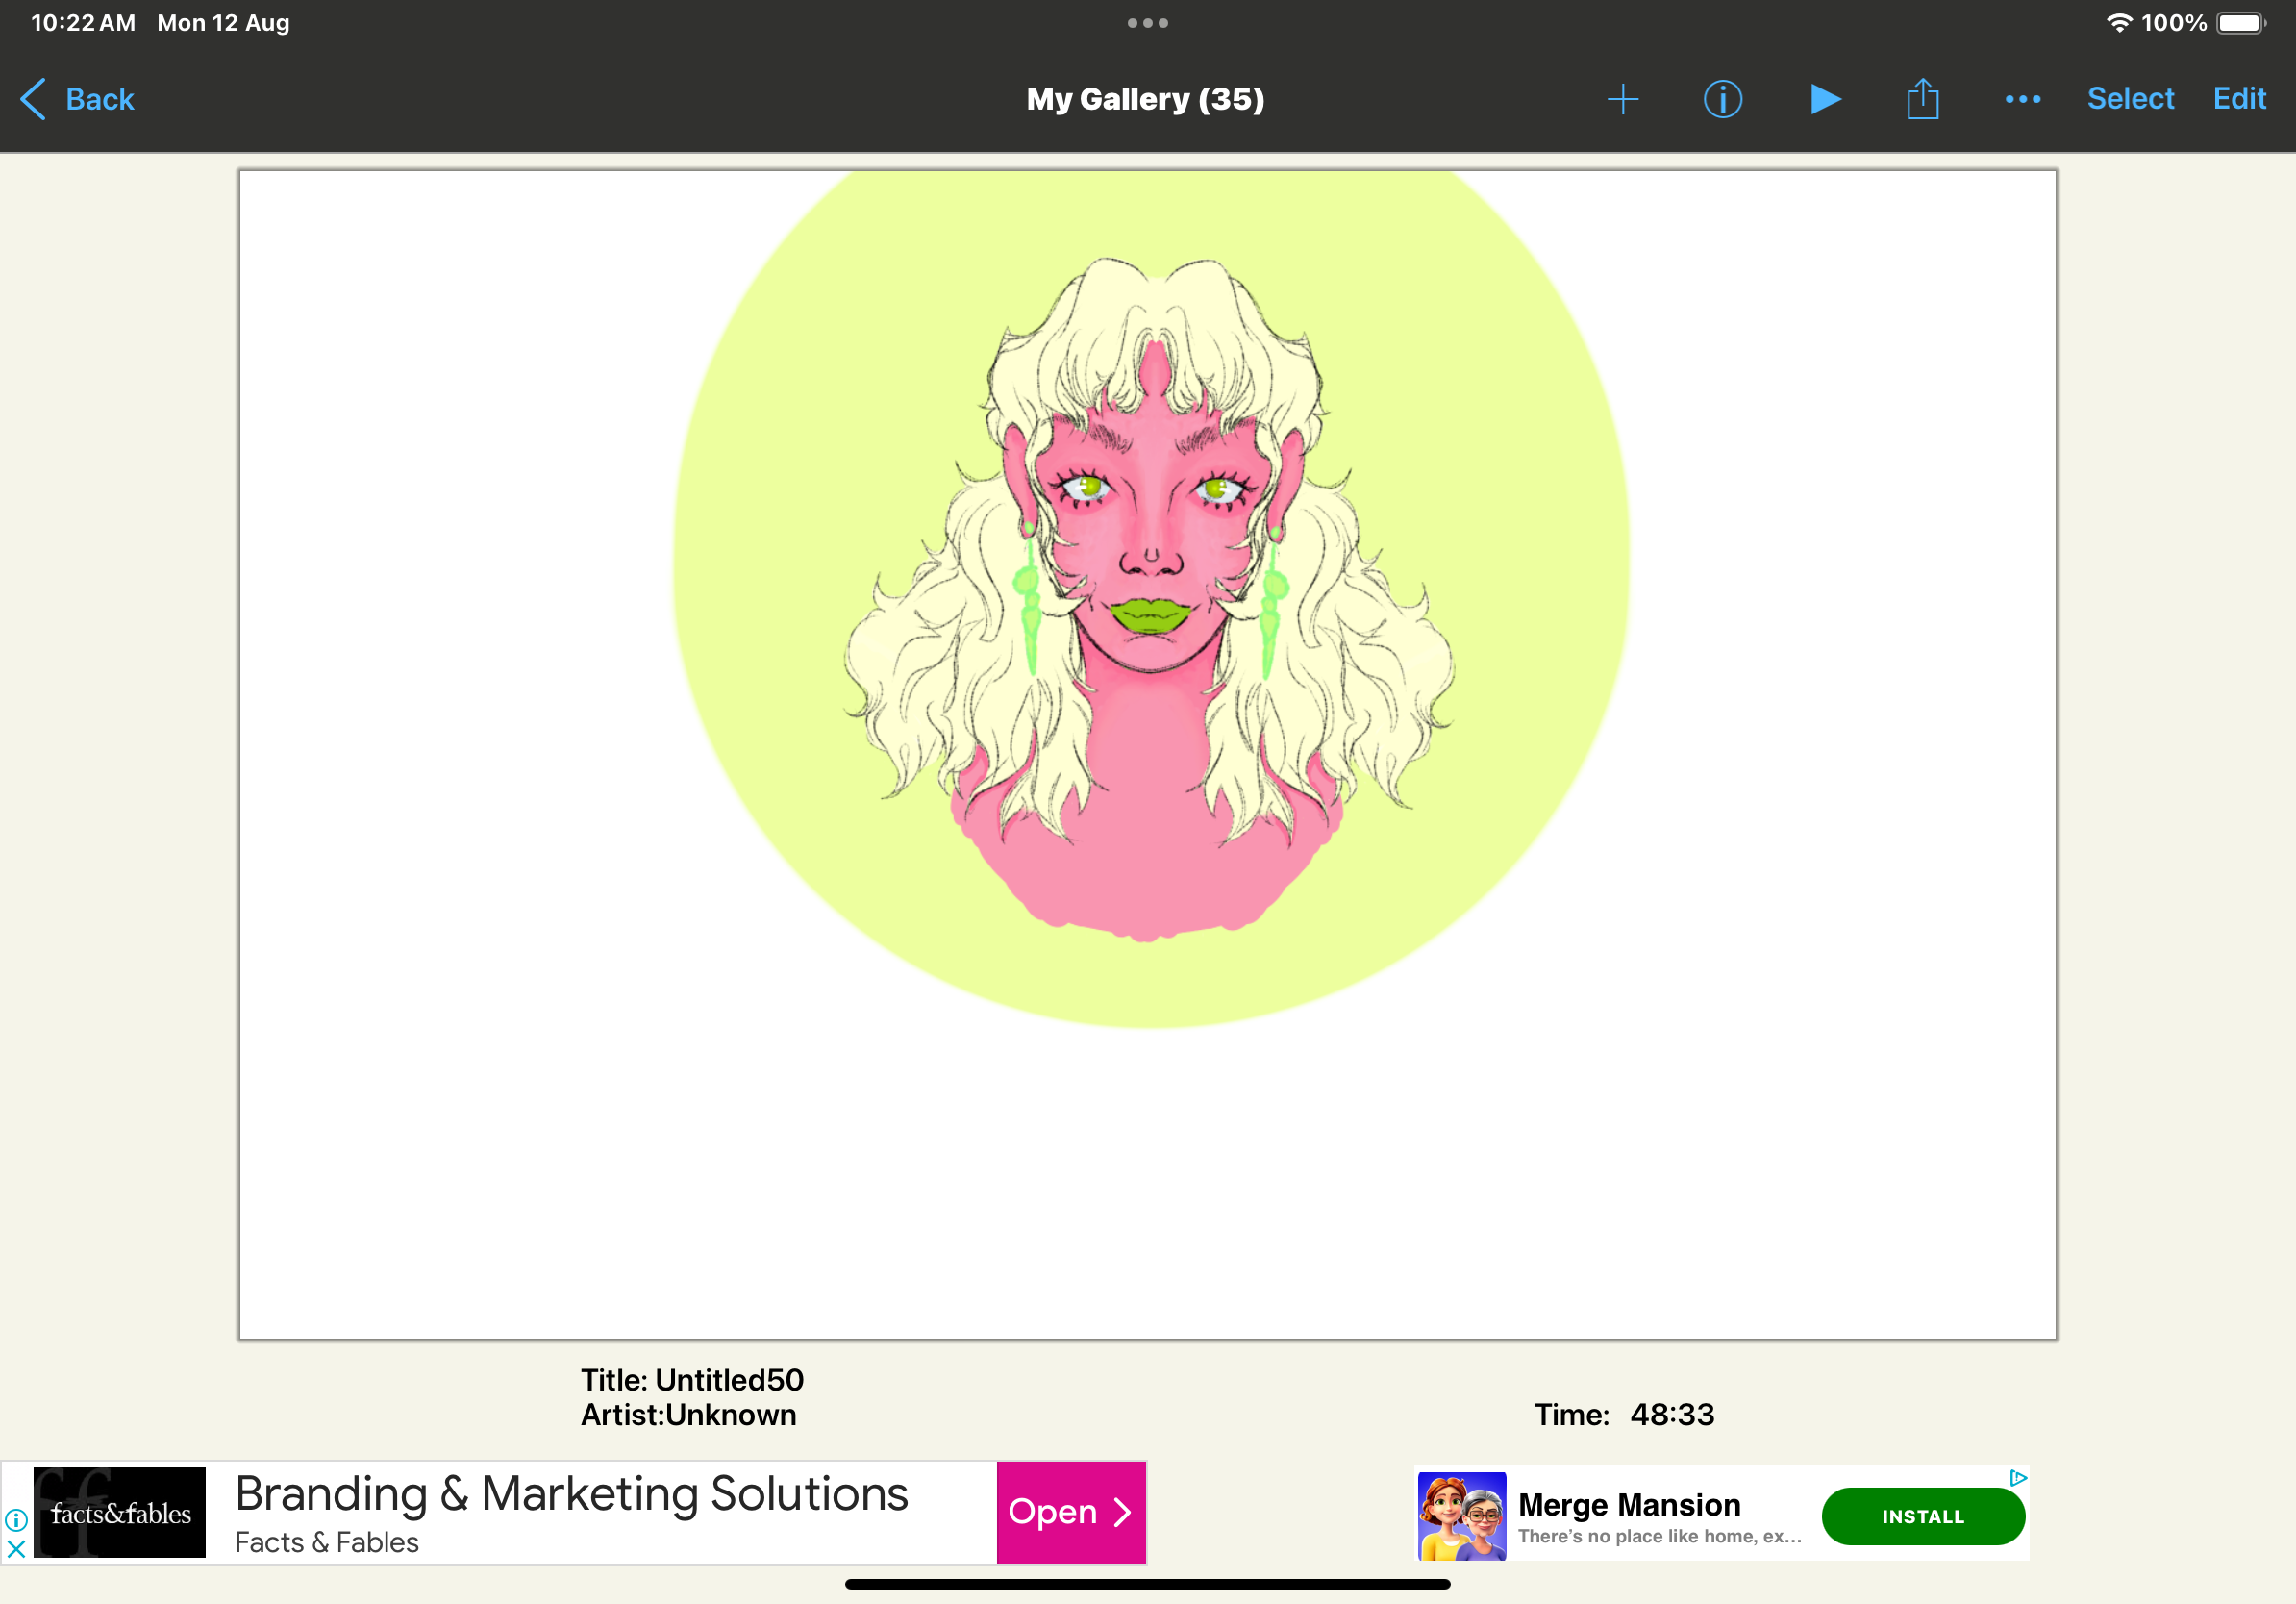 10:22 AM Mon 12 Aug
100%
Back
My Gallery (35)
Select
Edit
Title: Untitled50
Artist:Unknown
Time: 48:33
facts&fables
Branding & Marketing Solutions
Facts & Fables
Open
Merge Mansion
There's no place like home, ex...
INSTALL